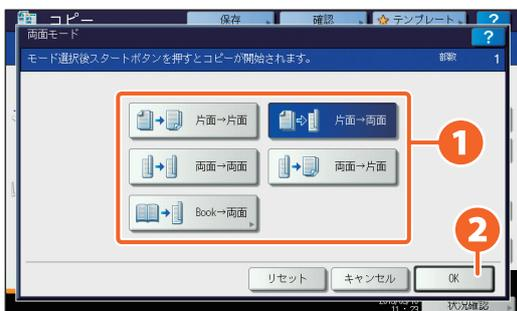 コピー 保存 確認 テンプレート ?
両面モード ?
モード選択後スタートボタンを押すとコピーが開始されます。 部数 1
片面→片面 片面→両面
両面→両面 両面→片面
Book→両面
1
2
リセット キャンセル OK
11:23 状況確認